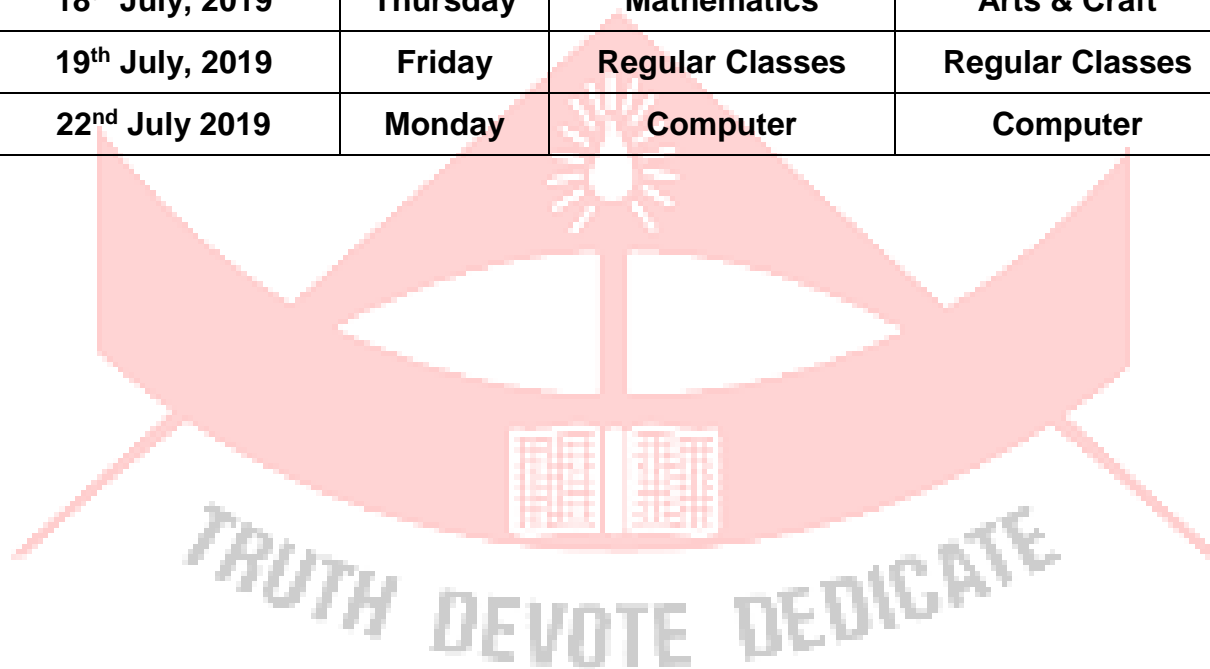 18th July, 2019 Thursday Mathematics Arts & Craft
19th July, 2019 Friday Regular Classes Regular Classes
22nd July 2019 Monday Computer Computer
TRUTH DEVOTE DEDICATE